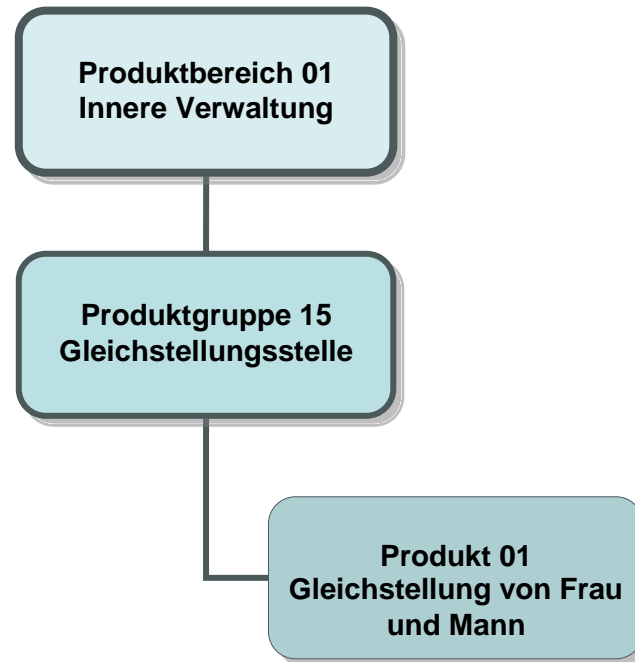 Produktbereich 01
Innere Verwaltung
Produktgruppe 15
Gleichstellungsstelle
Produkt 01
Gleichstellung von Frau
und Mann